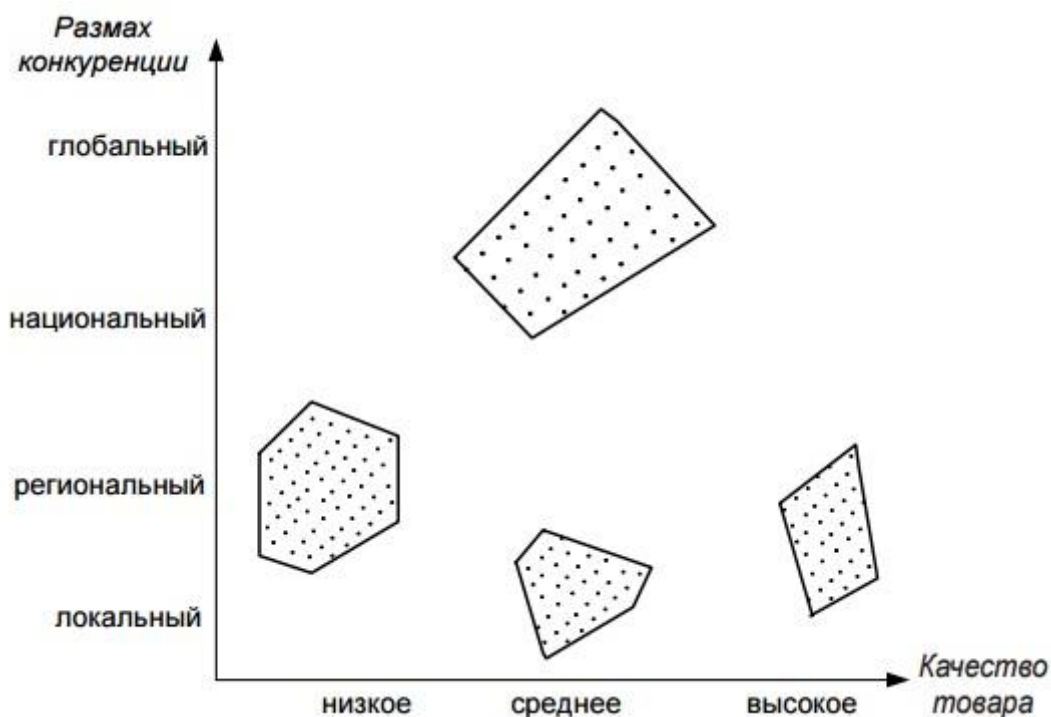 Размах
конкуренции
глобальный
национальный
региональный
локальный
низкое
среднее
высокое
Качество
товара